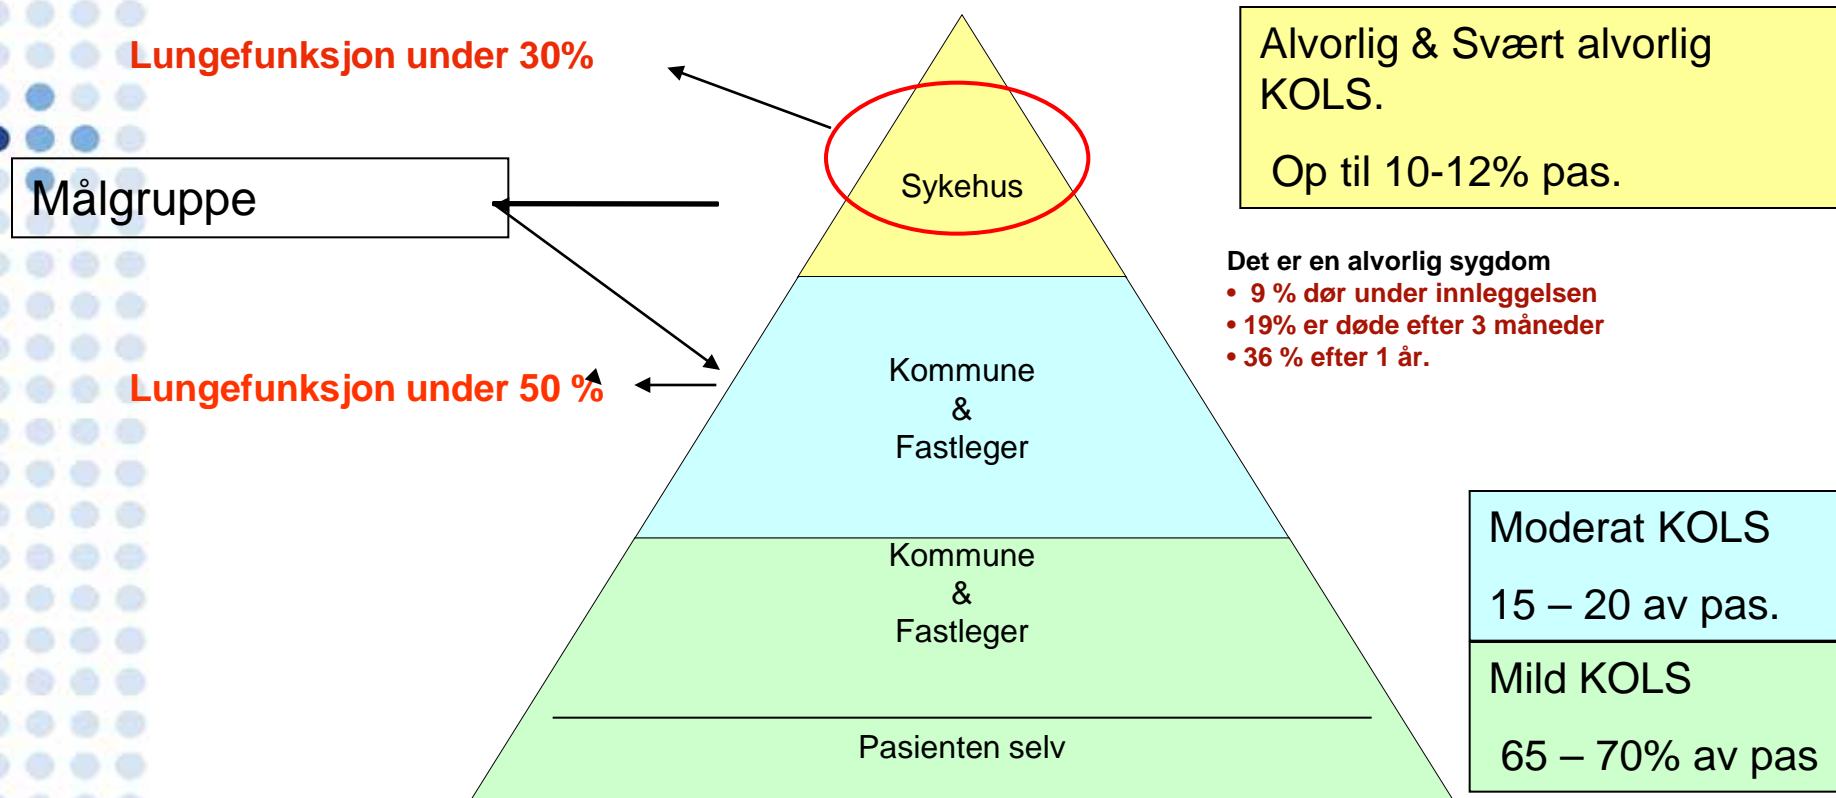 Lungefunksjon under 30%
Målgruppe
Lungefunksjon under 50 %
Sykehus
Kommune
&
Fastleger
Kommune
&
Fastleger
Pasienten selv
Alvorlig & Svært alvorlig
KOLS.
Op til 10-12% pas.
Det er en alvorlig sygdom
• 9 % dør under innleggelsen
• 19% er døde efter 3 måneder
• 36 % efter 1 år.
Moderat KOLS
15 – 20 av pas.
Mild KOLS
65 – 70% av pas